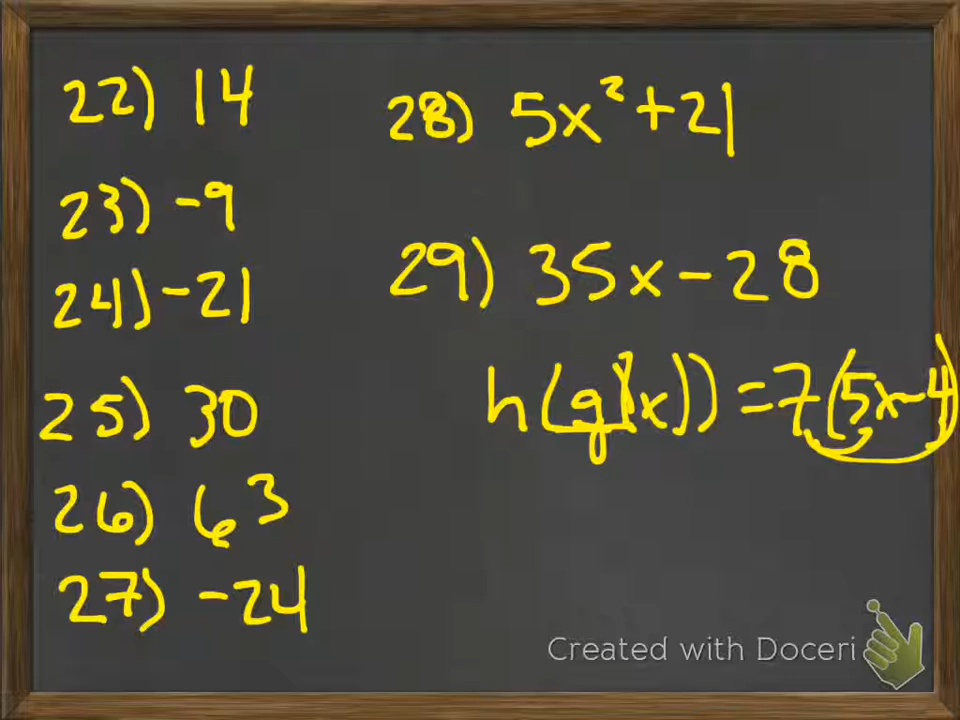 22) 14
23) -9
24) -21
25) 30
26) 63
27) -24
28) 5x² + 21
29) 35x - 28
h(g(x)) = 7(5x-4)
Created with Doceri